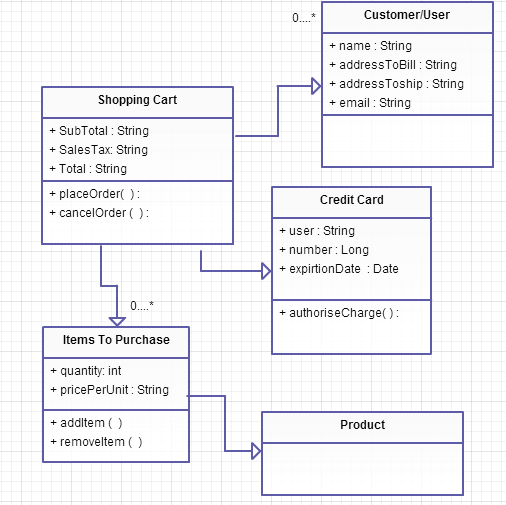 0....*
Customer/User
+ name : String
+ addressToBill : String
+ addressToship : String
+ email : String
Shopping Cart
+ SubTotal : String
+ SalesTax: String
+ Total : String
+ placeOrder(  ) :
+ cancelOrder (  ) :
Credit Card
+ user : String
+ number : Long
+ expirtionDate  : Date
+ authoriseCharge( ) :
0....*
Items To Purchase
+ quantity: int
+ pricePerUnit : String
+ addItem (  )
+ removeItem (  )
Product